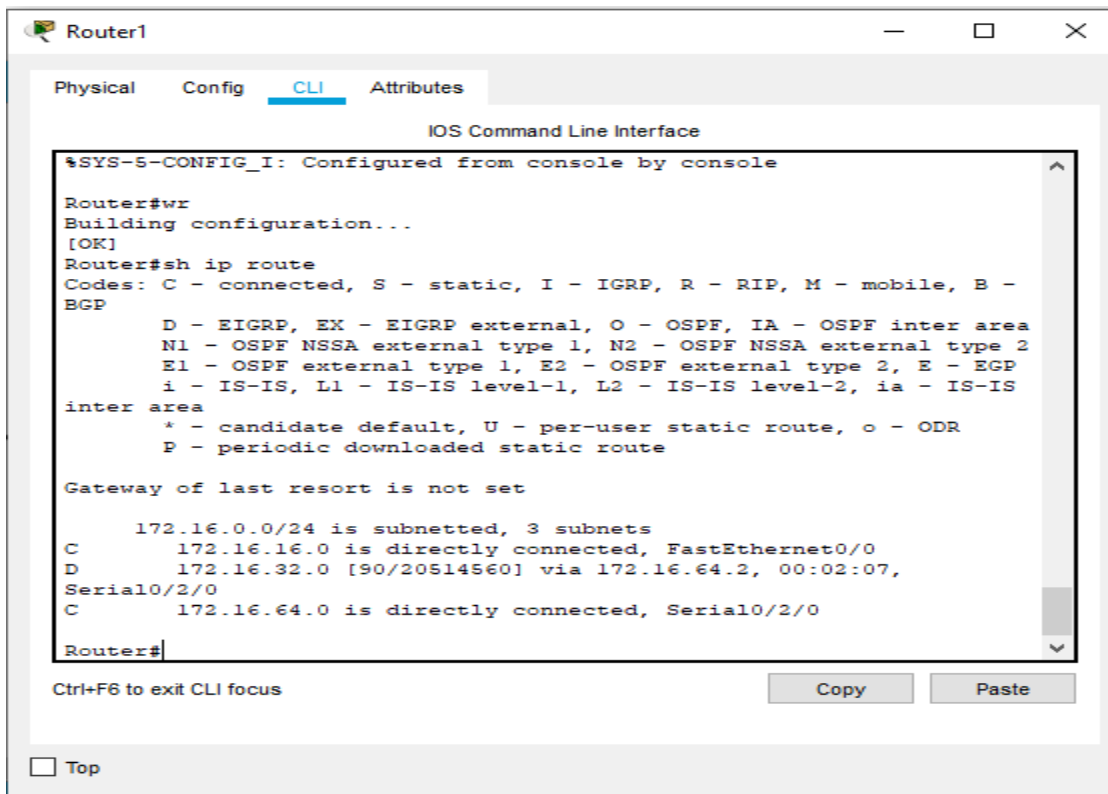 Router1
Physical Config CLI Attributes
IOS Command Line Interface
%SYS-5-CONFIG_I: Configured from console by console
Router#wr
Building configuration...
[OK]
Router#sh ip route
Codes: C - connected, S - static, I - IGRP, R - RIP, M - mobile, B -
BGP
D - EIGRP, EX - EIGRP external, O - OSPF, IA - OSPF inter area
N1 - OSPF NSSA external type 1, N2 - OSPF NSSA external type 2
E1 - OSPF external type 1, E2 - OSPF external type 2, E - EGP
i - IS-IS, L1 - IS-IS level-1, L2 - IS-IS level-2, ia - IS-IS
inter area
* - candidate default, U - per-user static route, o - ODR
P - periodic downloaded static route
Gateway of last resort is not set
172.16.0.0/24 is subnetted, 3 subnets
C 172.16.16.0 is directly connected, FastEthernet0/0
D 172.16.32.0 [90/20514560] via 172.16.64.2, 00:02:07,
Serial0/2/0
C 172.16.64.0 is directly connected, Serial0/2/0
Router#
Ctrl+F6 to exit CLI focus
Copy Paste
Top